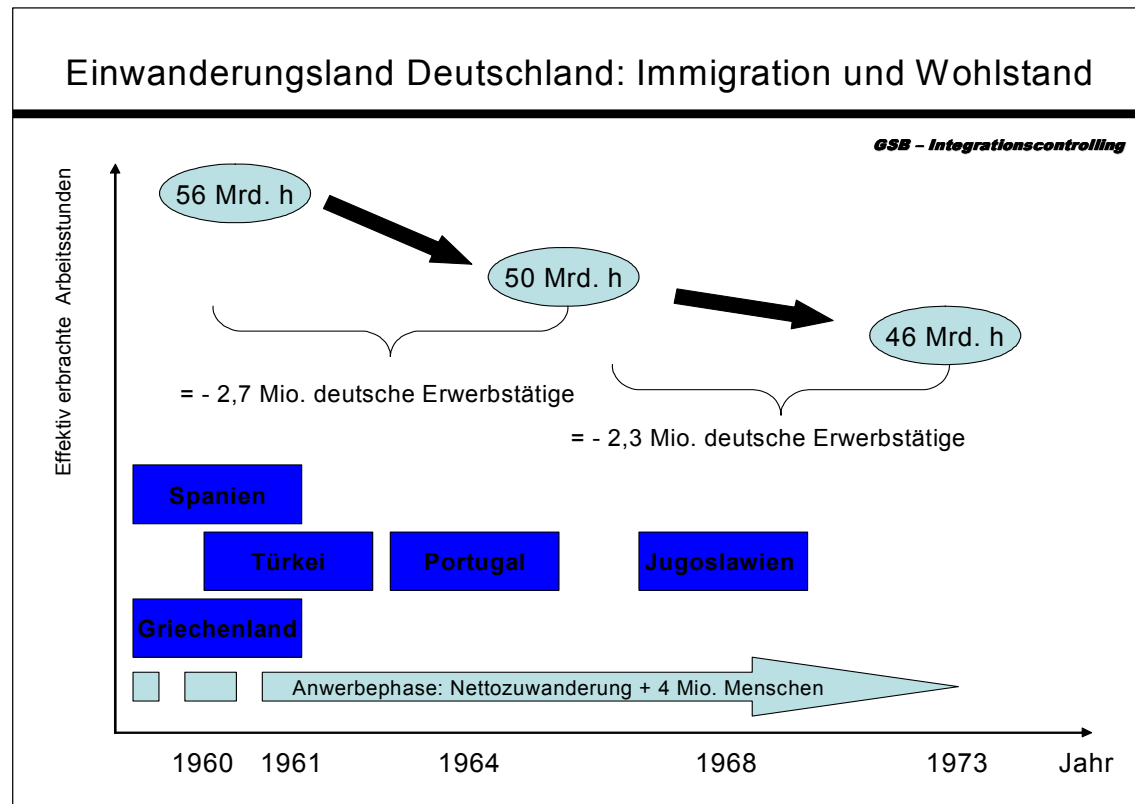 Einwanderungsland Deutschland: Immigration und Wohlstand
GSB – Integrationscontrolling
Effektiv erbrachte Arbeitsstunden
56 Mrd. h
50 Mrd. h
46 Mrd. h
= - 2,7 Mio. deutsche Erwerbstätige
= - 2,3 Mio. deutsche Erwerbstätige
Spanien
Türkei
Portugal
Jugoslawien
Griechenland
Anwerbephase: Nettozuwanderung + 4 Mio. Menschen
1960 1961 1964 1968 1973 Jahr